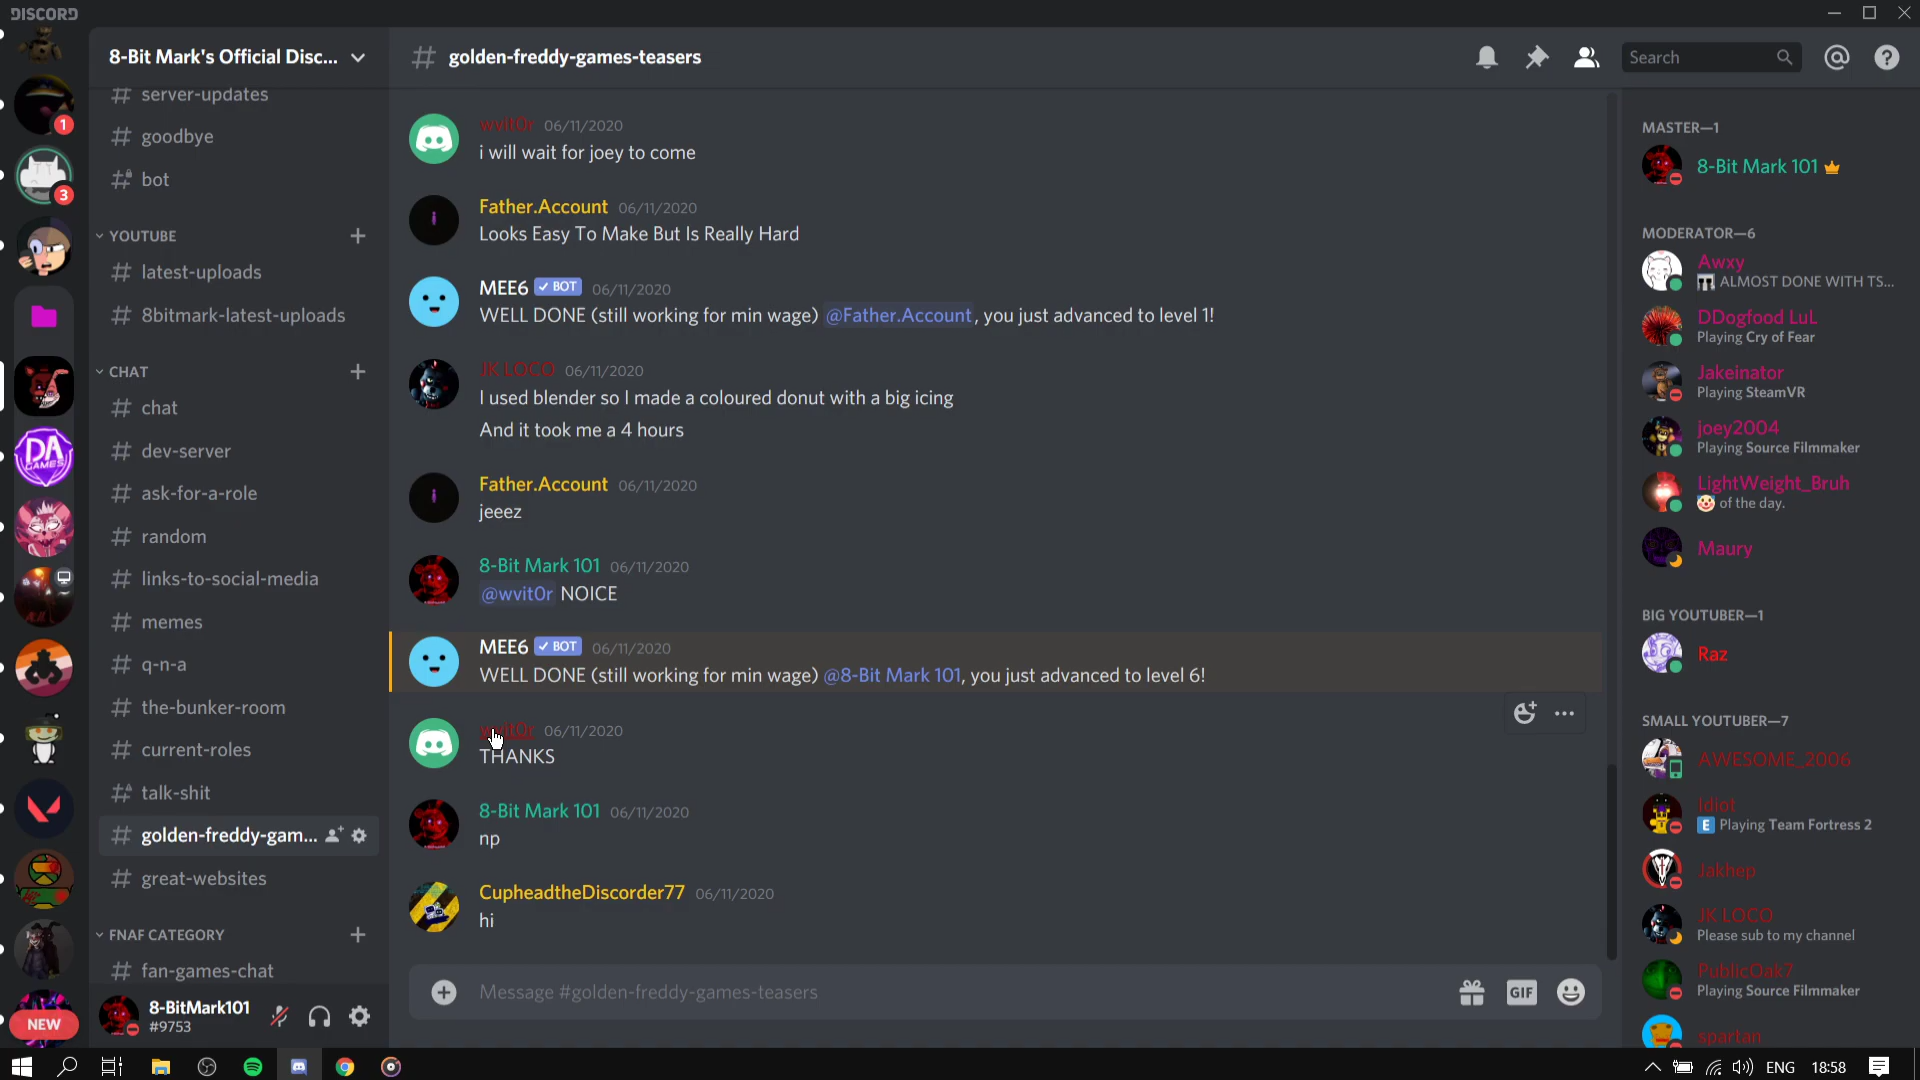 DISCORD
8-Bit Mark's Official Disc...
# golden-freddy-games-teasers
Search
1
3
DA
GAMES
NEW
# server-updates
# goodbye
# bot
YOUTUBE +
# latest-uploads
# 8bitmark-latest-uploads
CHAT +
# chat
# dev-server
# ask-for-a-role
# random
# links-to-social-media
# memes
# q-n-a
# the-bunker-room
# current-roles
# talk-shit
# golden-freddy-gam...
# great-websites
FNAF CATEGORY +
# fan-games-chat
8-BitMark101
#9753
wvit0r 06/11/2020
i will wait for joey to come
Father.Account 06/11/2020
Looks Easy To Make But Is Really Hard
MEE6 BOT 06/11/2020
WELL DONE (still working for min wage) @Father.Account, you just advanced to level 1!
JK LOCO 06/11/2020
I used blender so I made a coloured donut with a big icing
And it took me a 4 hours
Father.Account 06/11/2020
jeeez
8-Bit Mark 101 06/11/2020
@wvit0r NOICE
MEE6 BOT 06/11/2020
WELL DONE (still working for min wage) @8-Bit Mark 101, you just advanced to level 6!
wvit0r 06/11/2020
THANKS
8-Bit Mark 101 06/11/2020
np
CupheadtheDiscorder77 06/11/2020
hi
Message #golden-freddy-games-teasers
GIF
MASTER—1
8-Bit Mark 101
MODERATOR—6
Awxy
ALMOST DONE WITH TS...
DDogfood LuL
Playing Cry of Fear
Jakeinator
Playing SteamVR
joey2004
Playing Source Filmmaker
LightWeight_Bruh
of the day.
Maury
BIG YOUTUBER—1
Raz
SMALL YOUTUBER—7
AWESOME_2006
Idiot
E Playing Team Fortress 2
Jakhep
JK LOCO
Please sub to my channel
PublicOak7
Playing Source Filmmaker
spartan
ENG 18:58